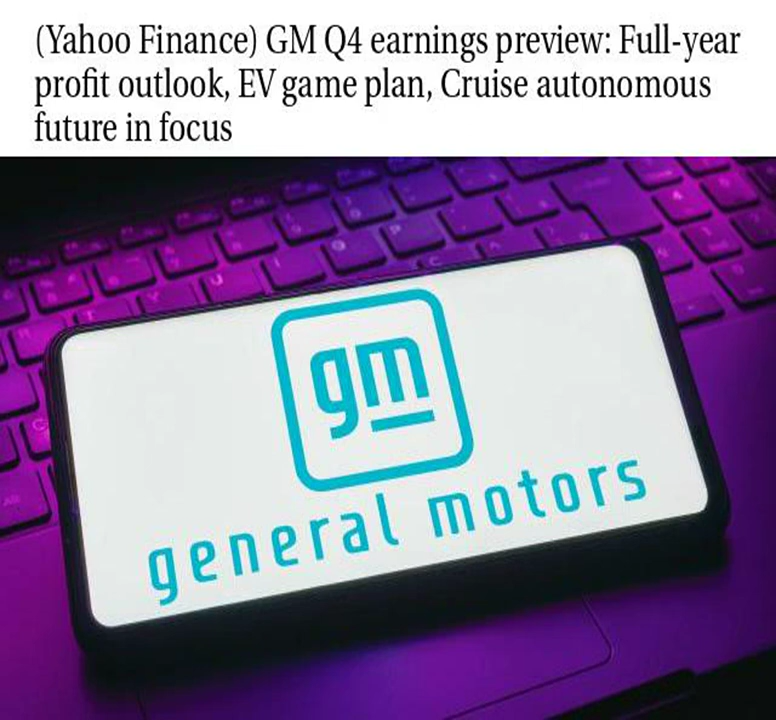 (Yahoo Finance) GM Q4 earnings preview: Full-year
profit outlook, EV game plan, Cruise autonomous
future in focus
gm
general motors